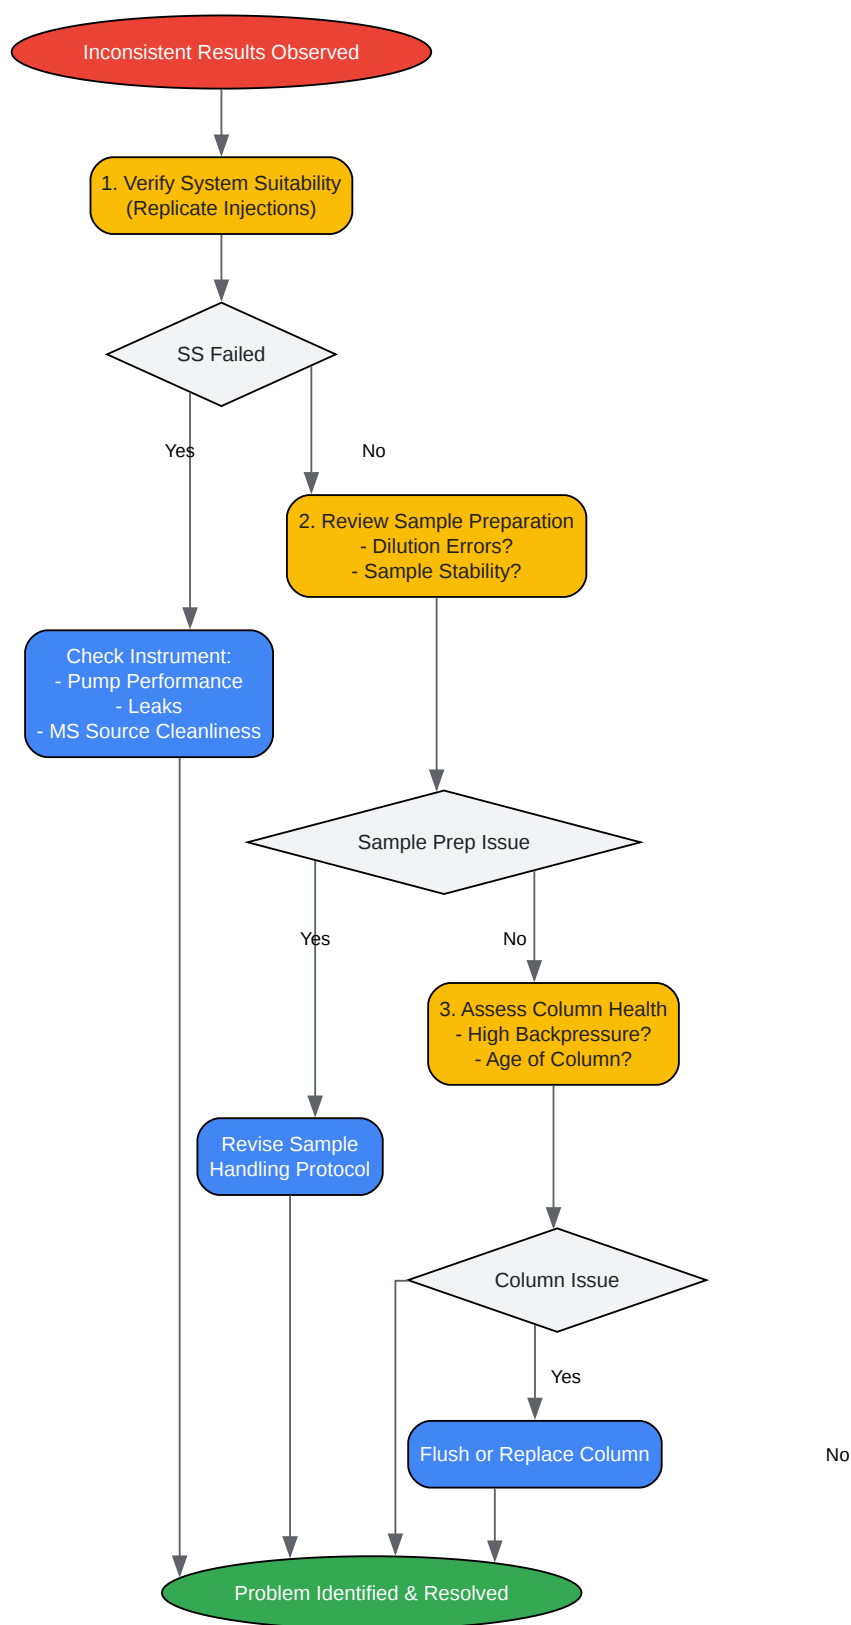 Inconsistent Results Observed
1. Verify System Suitability
(Replicate Injections)
SS Failed
Yes
No
2. Review Sample Preparation
- Dilution Errors?
- Sample Stability?
Check Instrument:
- Pump Performance
- Leaks
- MS Source Cleanliness
Sample Prep Issue
Yes
No
3. Assess Column Health
- High Backpressure?
- Age of Column?
Revise Sample
Handling Protocol
Column Issue
Yes
Flush or Replace Column
No
Problem Identified & Resolved